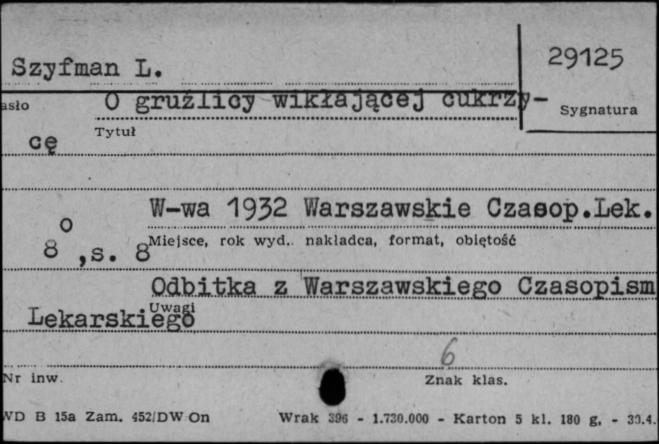 Szyfman L.
29125
asło
O gruźlicy wikłającej cukrzy-
Sygnatura
Tytuł
cę
W-wa 1932 Warszawskie Czasop.Lek.
8°, s. 8
Miejsce, rok wyd.. nakładca, format, objętość
Odbitka z Warszawskiego Czasopism
Uwagi
Lekarskiego
6
Nr inw.
Znak klas.
WD B 15a Zam. 452/DW On
Wrak 396 - 1.730.000 - Karton 5 kl. 180 g. - 30.4.